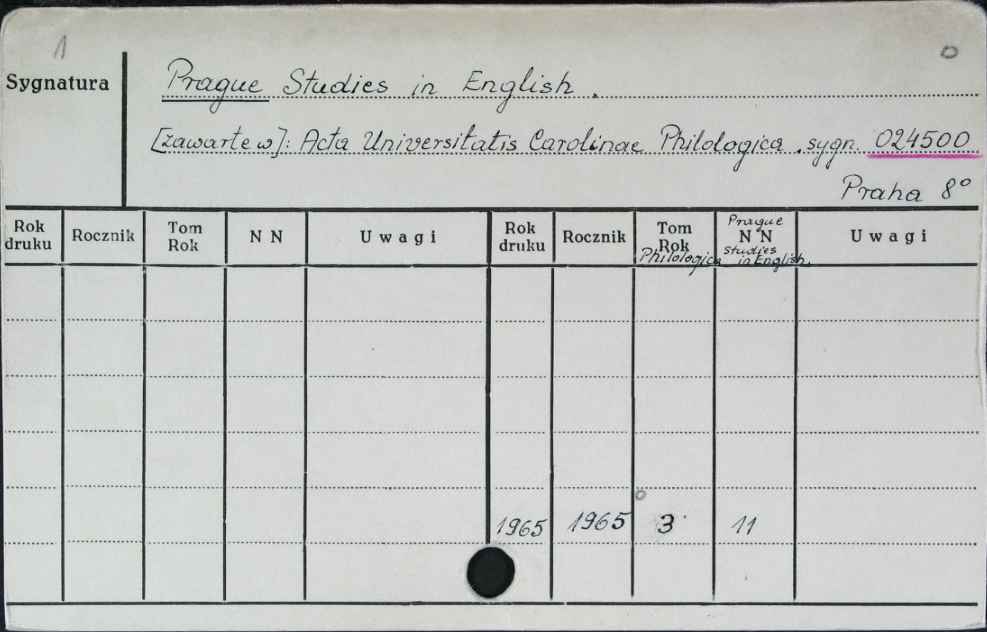 1
Sygnatura
Prague Studies in English.
[zawarte w]: Acta Universitatis Carolinae Philologica. sygn. 024500
Praha 8°
Rok druku Rocznik Tom Rok N N Uwagi Rok druku Rocznik Tom Rok Philologica Prague N N Studies in English. Uwagi
1965 1965 3 11